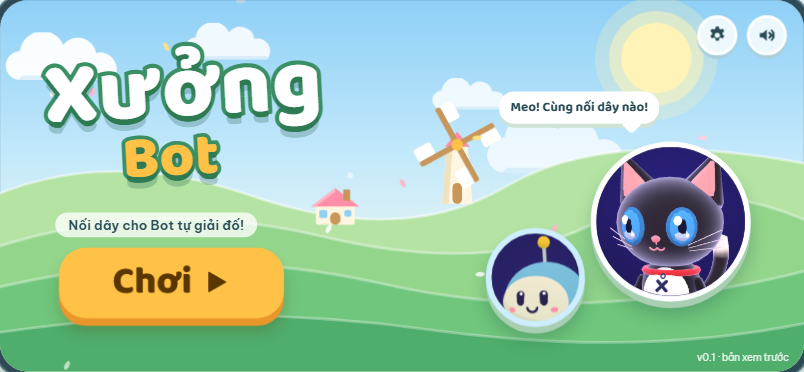 Xưởng
Bot
Meo! Cùng nối dây nào!
Nối dây cho Bot tự giải đố!
Chơi
X
v0.1 · bản xem trước